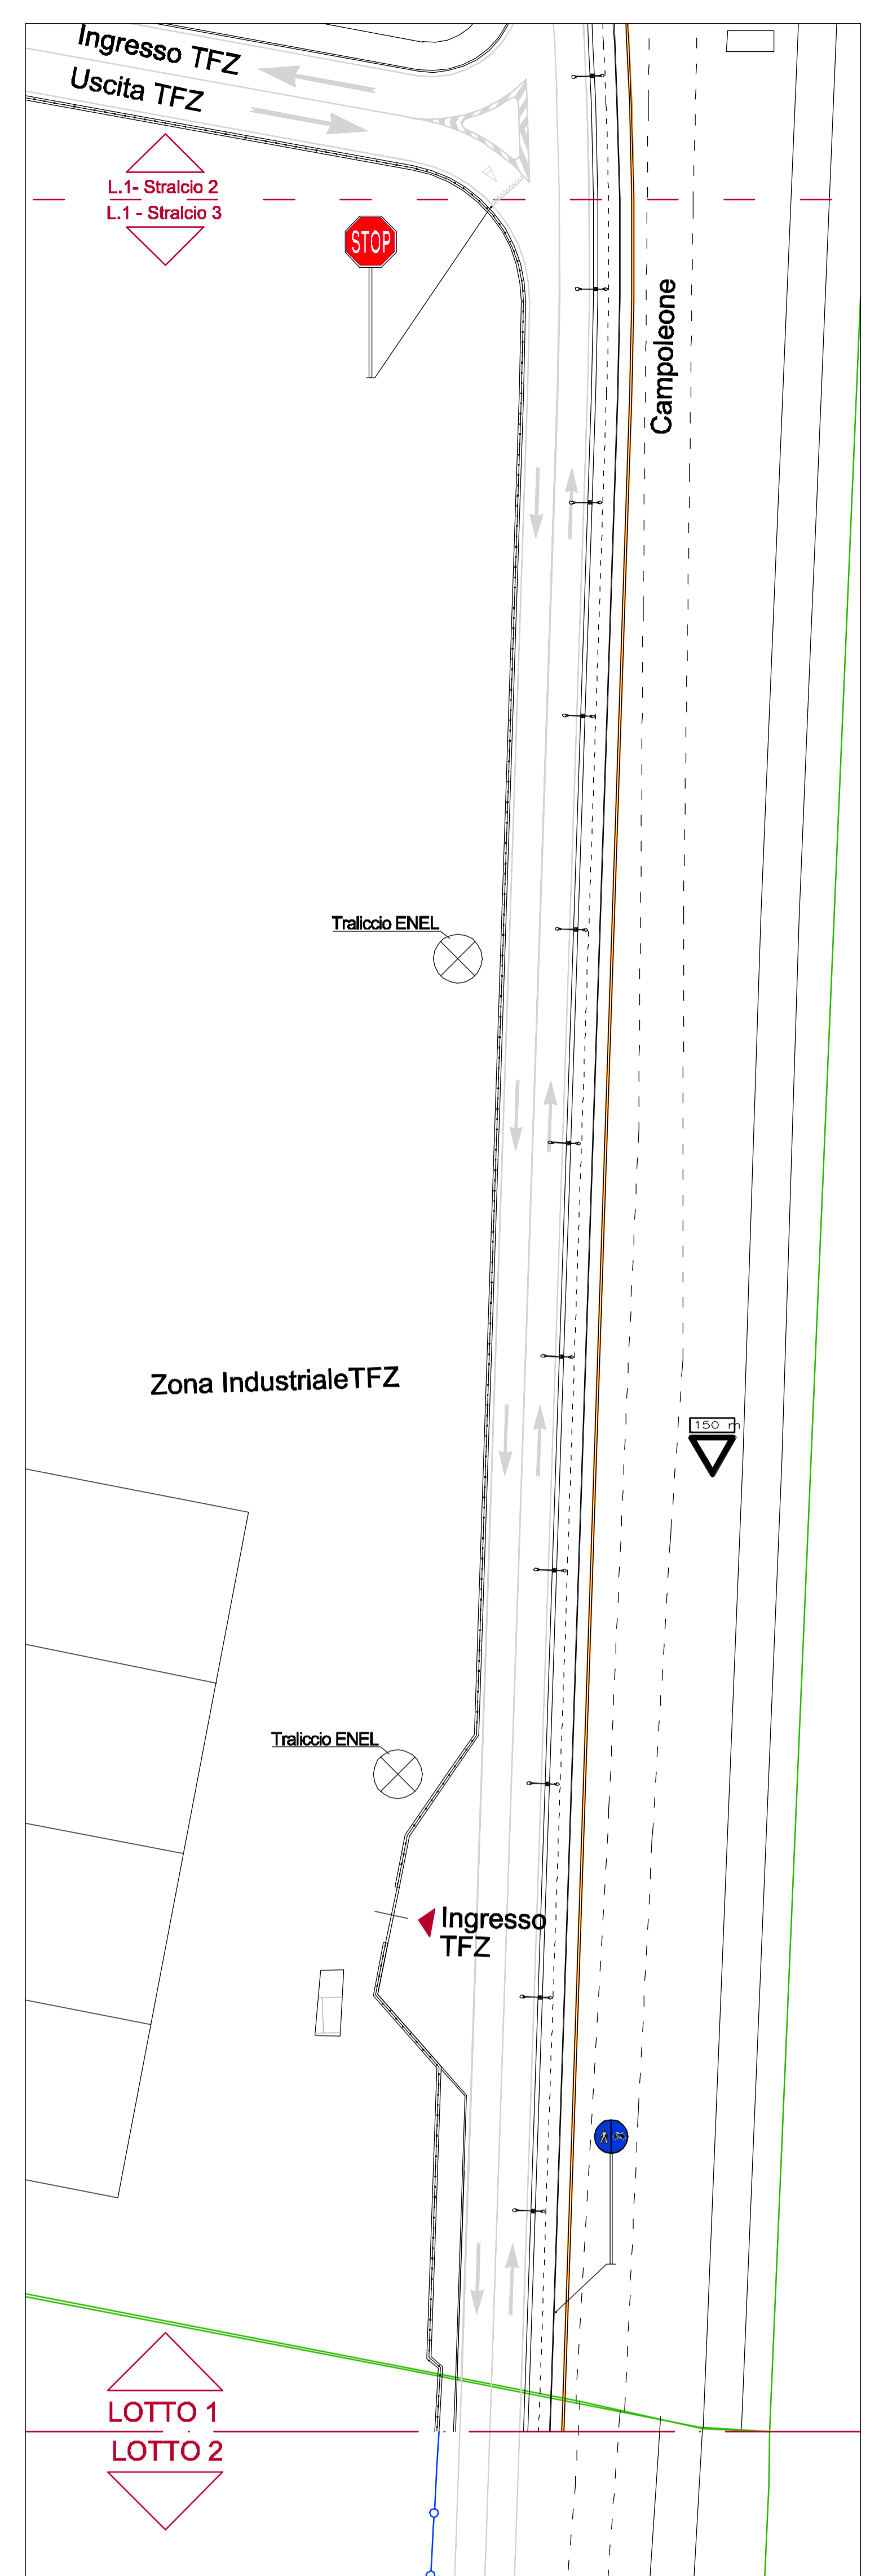 Ingresso TFZ
Uscita TFZ
L.1- Stralcio 2
L.1 - Stralcio 3
STOP
Campoleone
Traliccio ENEL
Zona IndustrialeTFZ
150 m
Traliccio ENEL
Ingresso
TFZ
LOTTO 1
LOTTO 2